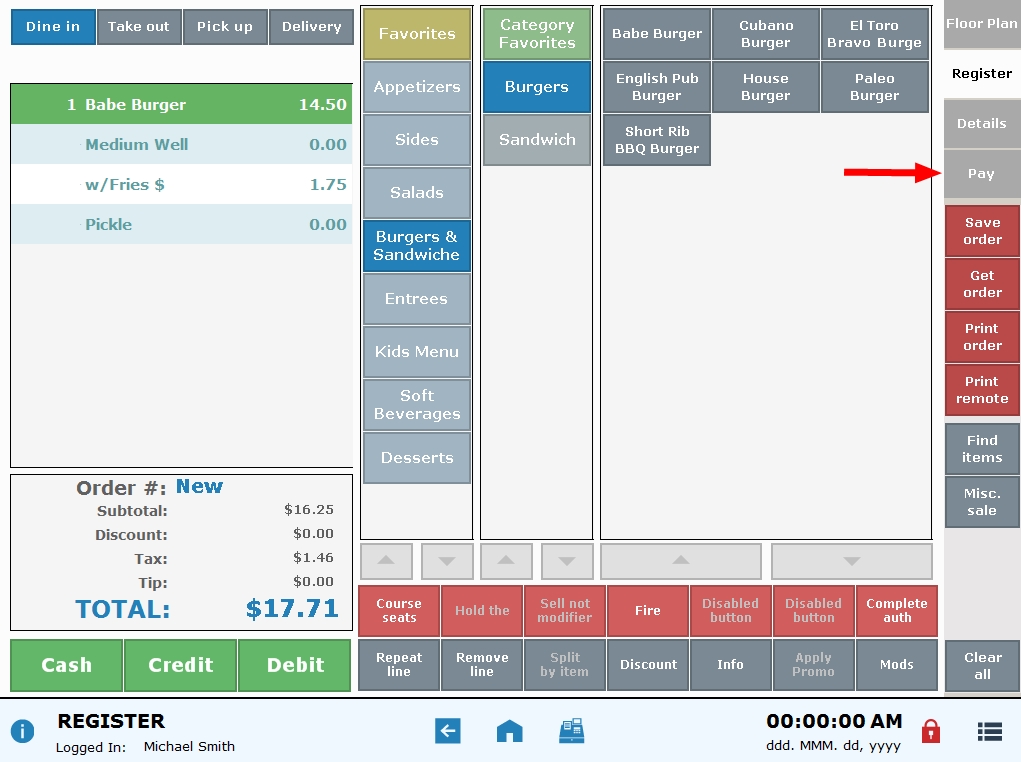 Dine in
Take out
Pick up
Delivery
1 Babe Burger 14.50
Medium Well 0.00
w/Fries $ 1.75
Pickle 0.00
Order #: New
Subtotal: $16.25
Discount: $0.00
Tax: $1.46
Tip: $0.00
TOTAL: $17.71
Cash
Credit
Debit
Favorites
Appetizers
Sides
Salads
Burgers &
Sandwiche
Entrees
Kids Menu
Soft
Beverages
Desserts
Category
Favorites
Burgers
Sandwich
Babe Burger
Cubano
Burger
El Toro
Bravo Burge
English Pub
Burger
House
Burger
Paleo
Burger
Short Rib
BBQ Burger
Course
seats
Hold the
Sell not
modifier
Fire
Disabled
button
Disabled
button
Complete
auth
Repeat
line
Remove
line
Split
by item
Discount
Info
Apply
Promo
Mods
Floor Plan
Register
Details
Pay
Save
order
Get
order
Print
order
Print
remote
Find
items
Misc.
sale
Clear
all
REGISTER
Logged In: Michael Smith
00:00:00 AM
ddd. MMM. dd, yyyy